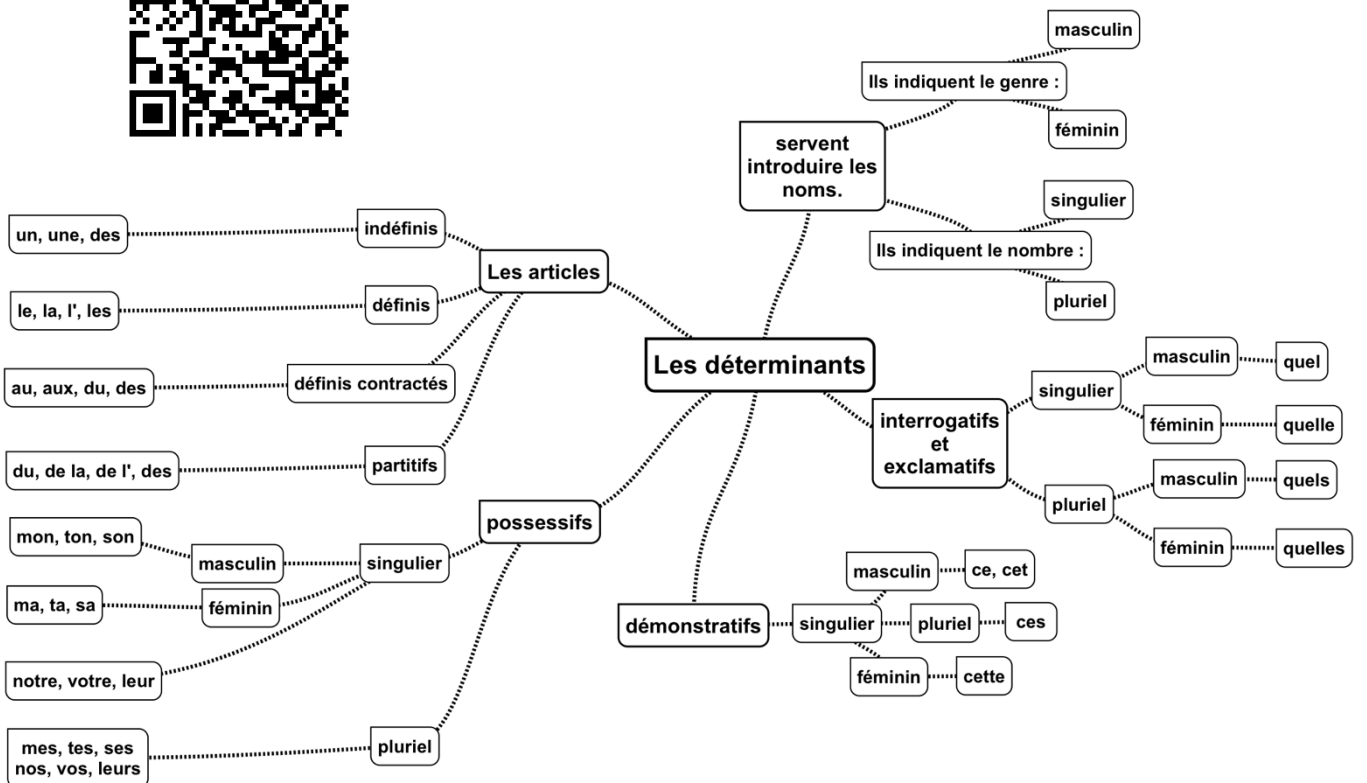 Les déterminants
servent
introduire les
noms.
Ils indiquent le genre :
masculin
féminin
Ils indiquent le nombre :
singulier
pluriel
interrogatifs
et
exclamatifs
singulier
masculin
quel
féminin
quelle
pluriel
masculin
quels
féminin
quelles
démonstratifs
singulier
masculin
ce, cet
pluriel
ces
féminin
cette
Les articles
indéfinis
un, une, des
définis
le, la, l', les
définis contractés
au, aux, du, des
partitifs
du, de la, de l', des
possessifs
singulier
masculin
mon, ton, son
féminin
ma, ta, sa
notre, votre, leur
pluriel
mes, tes, ses
nos, vos, leurs